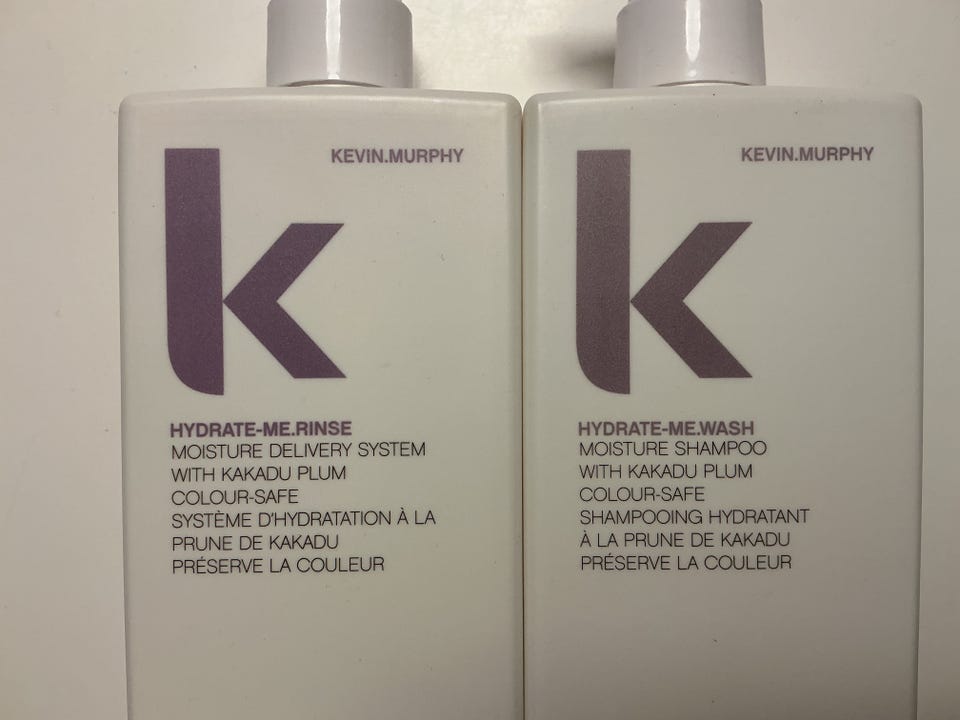 KEVIN.MURPHY
k
HYDRATE-ME.RINSE
MOISTURE DELIVERY SYSTEM
WITH KAKADU PLUM
COLOUR-SAFE
SYSTÈME D'HYDRATATION À LA
PRUNE DE KAKADU
PRÉSERVE LA COULEUR
KEVIN.MURPHY
k
HYDRATE-ME.WASH
MOISTURE SHAMPOO
WITH KAKADU PLUM
COLOUR-SAFE
SHAMPOOING HYDRATANT
À LA PRUNE DE KAKADU
PRÉSERVE LA COULEUR